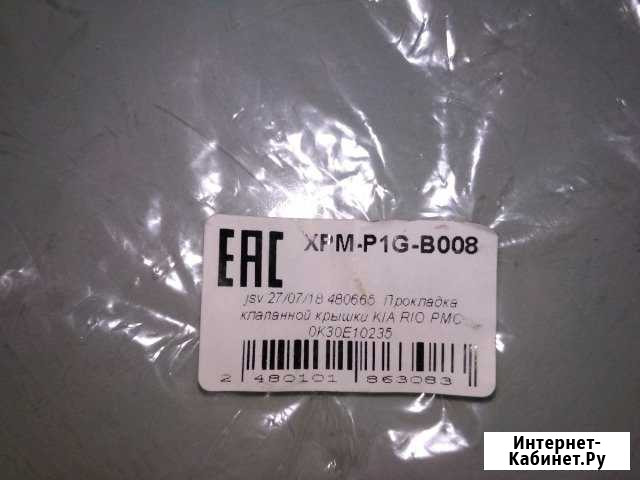 EAC XPM-P1G-B008
jsv 27/07/18 480665 Прокладка
клапанной крышки KIA RIO PMC
0K30E10235
2 480101 863083
Интернет-
Кабинет.Ру